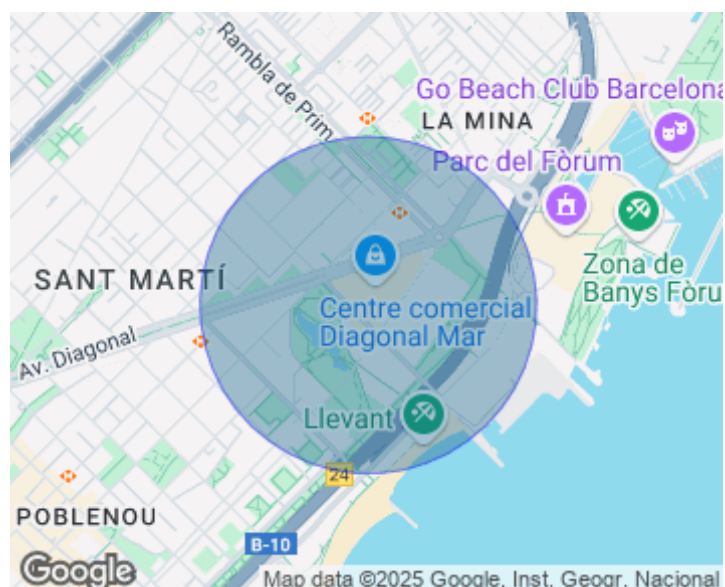 Rambla de Prim
Go Beach Club Barcelona
LA MINA
Parc del Fòrum
Zona de
Banys Fòru
SANT MARTÍ
Centre comercial
Diagonal Mar
Av. Diagonal
Llevant
24
POBLENOU
B-10
Google
Map data ©2025 Google, Inst. Geogr. Nacional